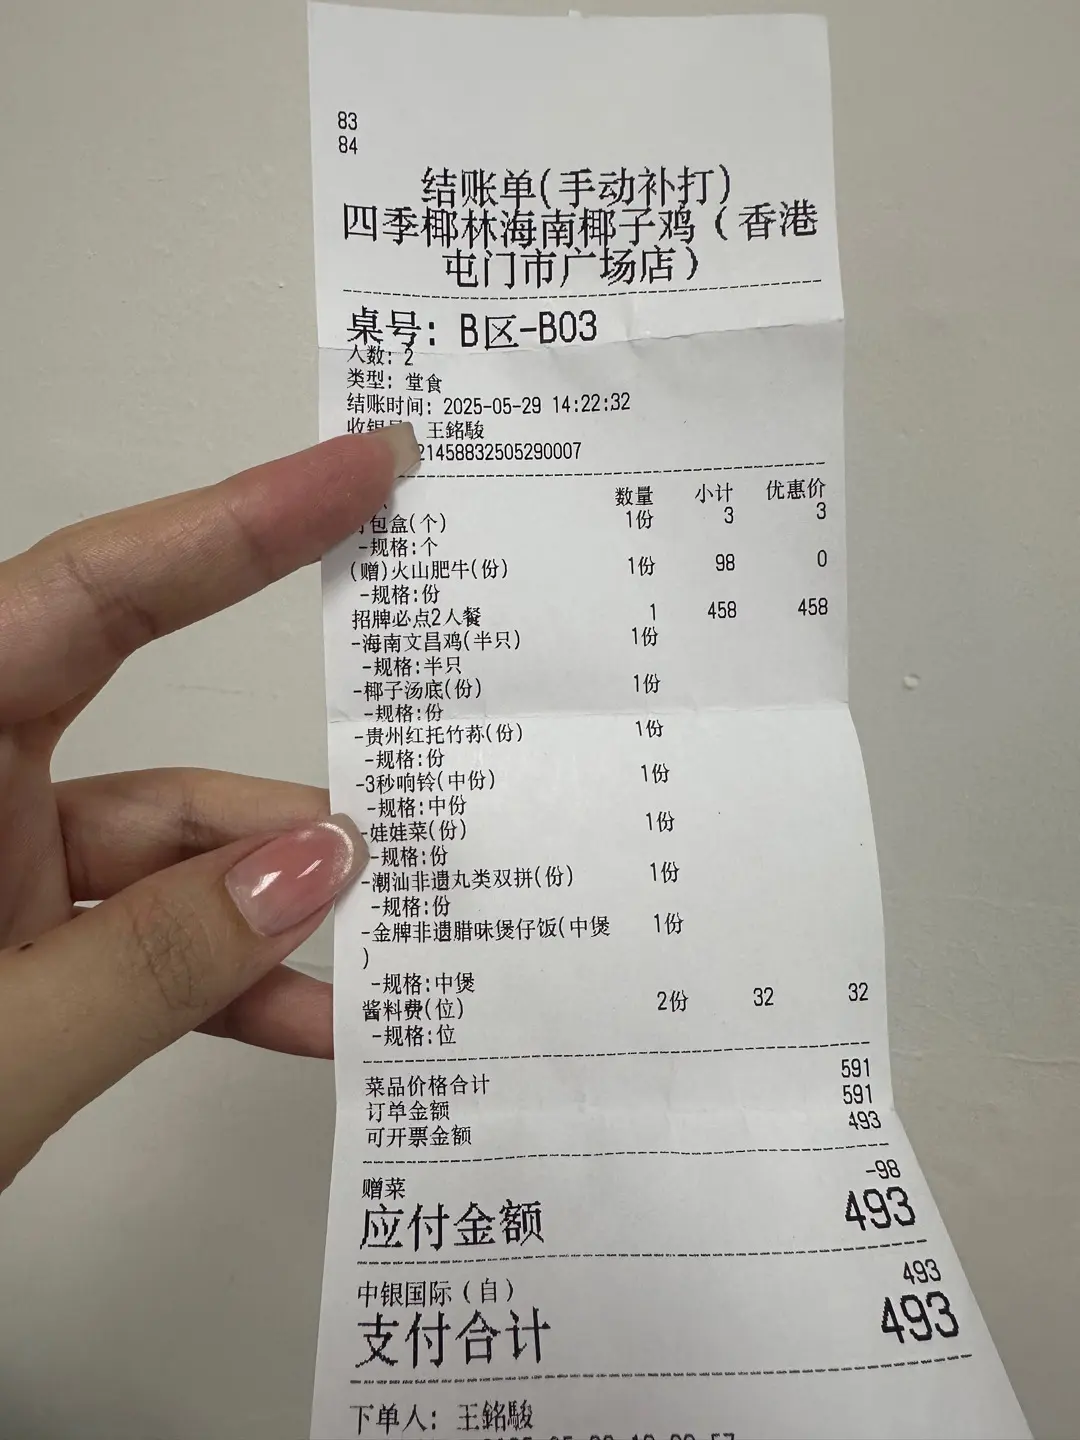 83
84
结账单(手动补打)
四季椰林海南椰子鸡(香港
屯门市广场店)
桌号: B区-B03
人数: 2
类型: 堂食
结账时间: 2025-05-29 14:22:32
收银员: 王銘駿
21458832505290007
数量 小计 优惠价
包盒(个) 1份 3 3
-规格:个
(赠)火山肥牛(份) 1份 98 0
-规格:份
招牌必点2人餐 1 458 458
-海南文昌鸡(半只) 1份
-规格:半只
-椰子汤底(份) 1份
-规格:份
-贵州红托竹荪(份) 1份
-规格:份
-3秒响铃(中份) 1份
-规格:中份
-娃娃菜(份) 1份
-规格:份
-潮汕非遗丸类双拼(份) 1份
-规格:份
-金牌非遗腊味煲仔饭(中煲 1份
)
-规格:中煲
酱料费(位) 2份 32 32
-规格:位
菜品价格合计 591
订单金额 591
可开票金额 493
赠菜 -98
应付金额 493
中银国际(自) 493
支付合计 493
下单人: 王銘駿